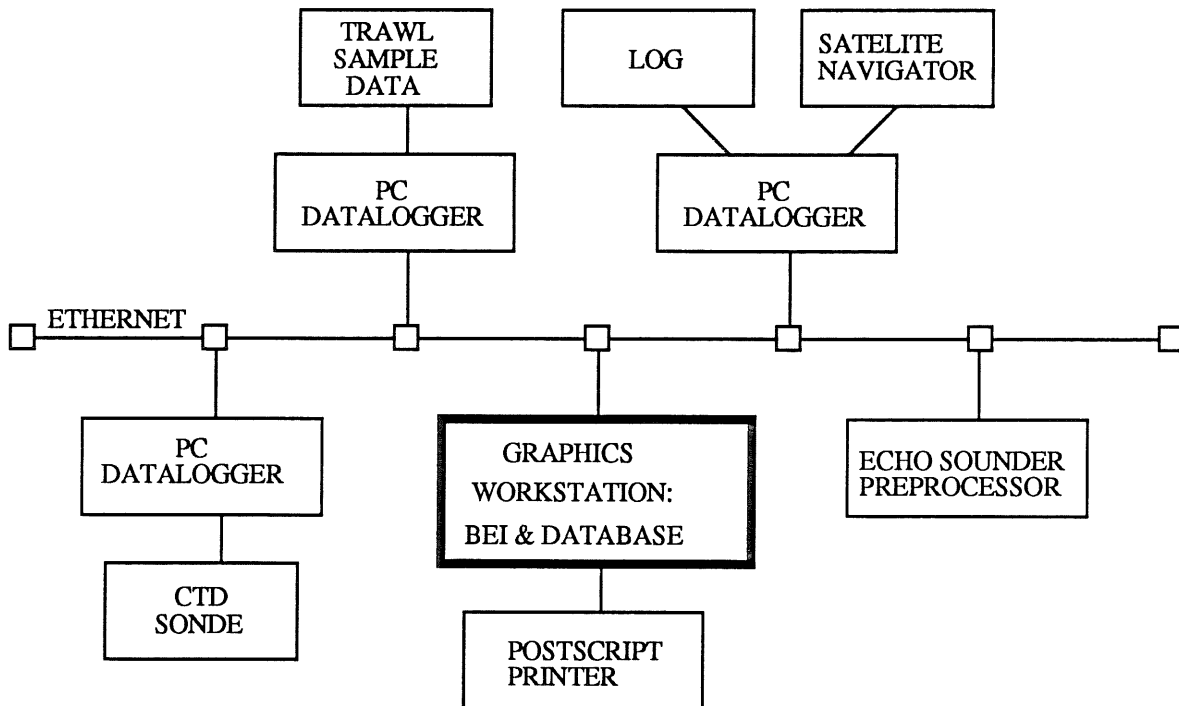 TRAWL
SAMPLE
DATA
LOG
SATELITE
NAVIGATOR
PC
DATALOGGER
PC
DATALOGGER
ETHERNET
PC
DATALOGGER
GRAPHICS
WORKSTATION:
BEI & DATABASE
ECHO SOUNDER
PREPROCESSOR
CTD
SONDE
POSTSCRIPT
PRINTER